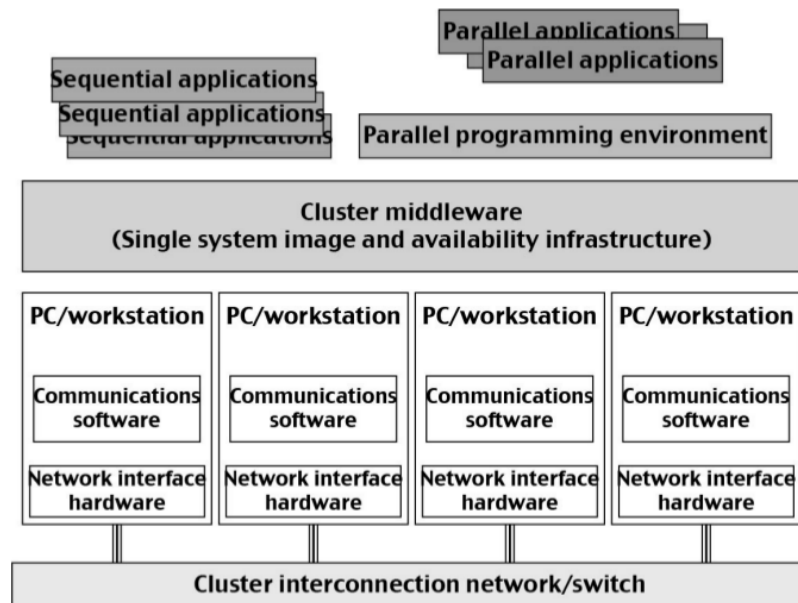 Parallel applications
Parallel applications
Sequential applications
Sequential applications
Sequential applications
Parallel programming environment
Cluster middleware
(Single system image and availability infrastructure)
PC/workstation
PC/workstation
PC/workstation
PC/workstation
Communications
software
Communications
software
Communications
software
Communications
software
Network interface
hardware
Network interface
hardware
Network interface
hardware
Network interface
hardware
Cluster interconnection network/switch